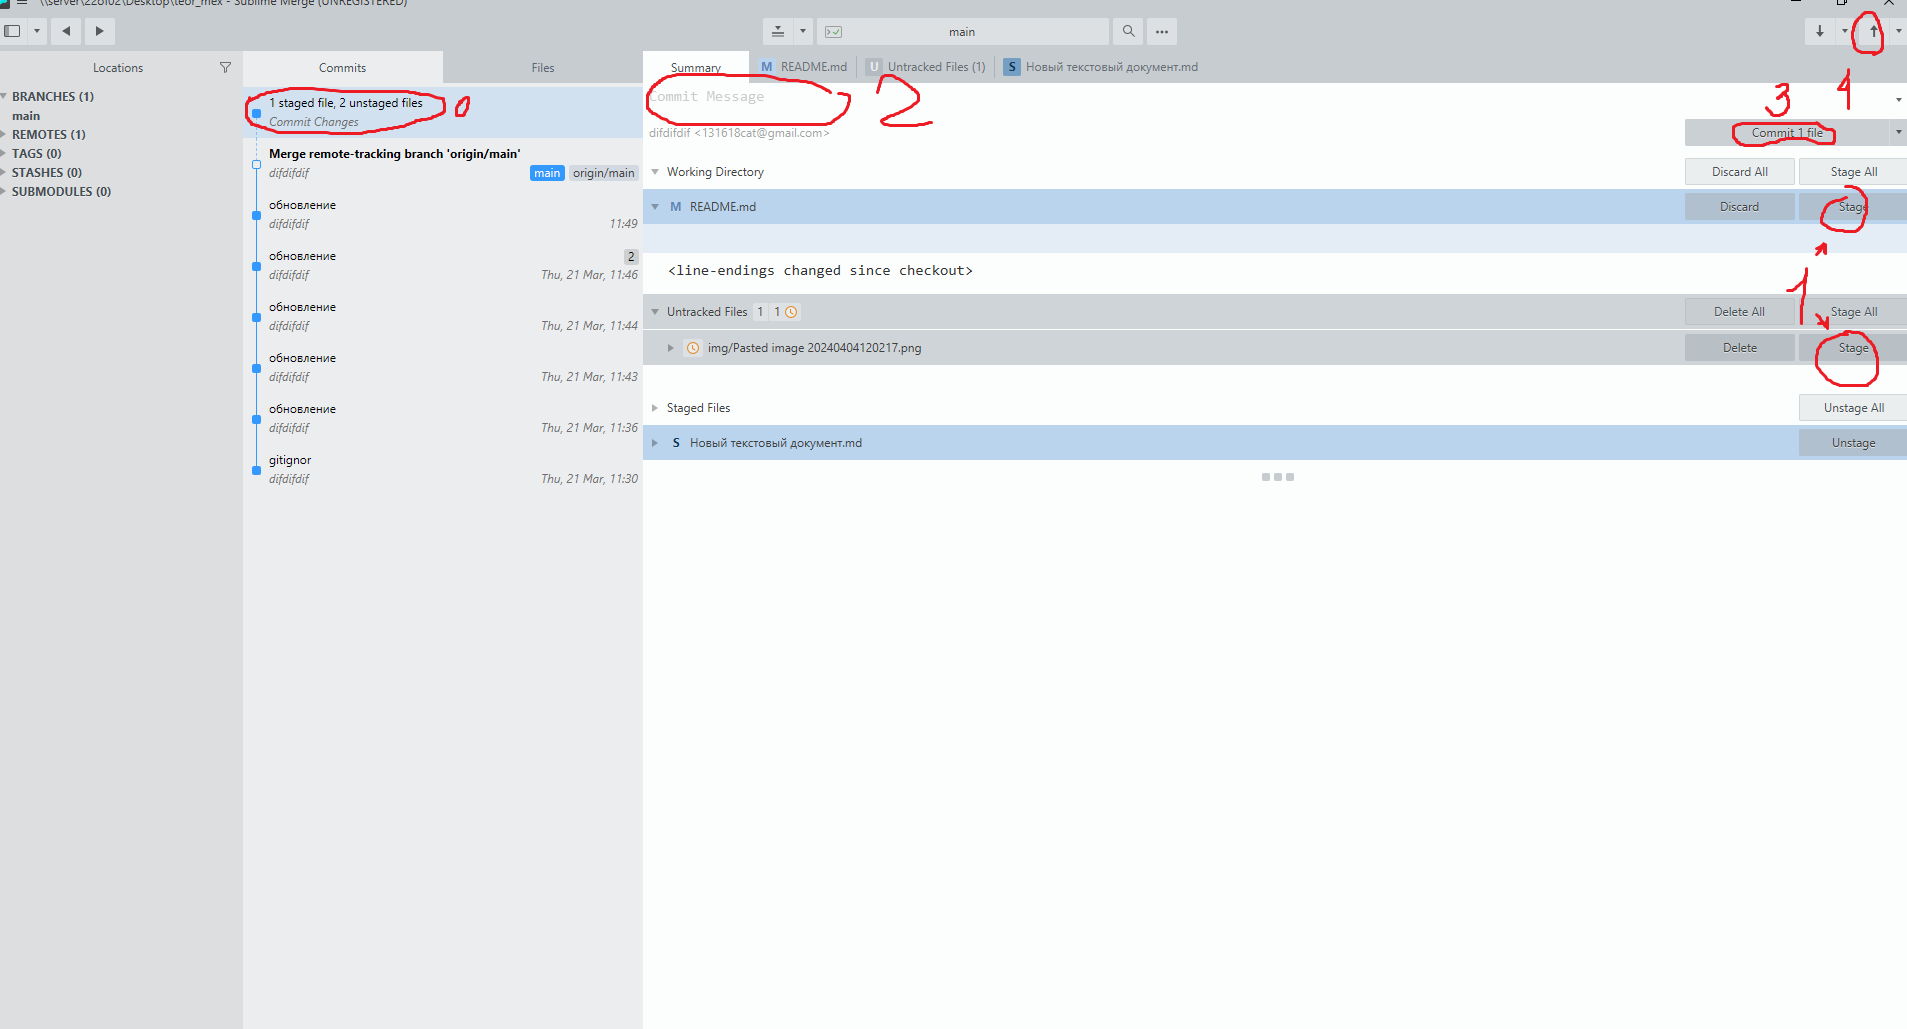 \\server\22of02\Desktop\teor_mex - Sublime Merge (UNREGISTERED)
main
Locations
Commits
Files
Summary
M README.md
U Untracked Files (1)
S Новый текстовый документ.md
4
BRANCHES (1)
main
REMOTES (1)
TAGS (0)
STASHES (0)
SUBMODULES (0)
1 staged file, 2 unstaged files
Commit Changes
0
Merge remote-tracking branch 'origin/main'
difdifdif
main origin/main
обновление
difdifdif 11:49
обновление 2
difdifdif Thu, 21 Mar, 11:46
обновление
difdifdif Thu, 21 Mar, 11:44
обновление
difdifdif Thu, 21 Mar, 11:43
обновление
difdifdif Thu, 21 Mar, 11:36
gitignor
difdifdif Thu, 21 Mar, 11:30
Commit Message
2
3
difdifdif <131618cat@gmail.com>
Commit 1 file
Working Directory
Discard All
Stage All
M README.md
Discard
Stage
<line-endings changed since checkout>
1
Untracked Files 1 1
Delete All
Stage All
img/Pasted image 20240404120217.png
Delete
Stage
Staged Files
Unstage All
S Новый текстовый документ.md
Unstage